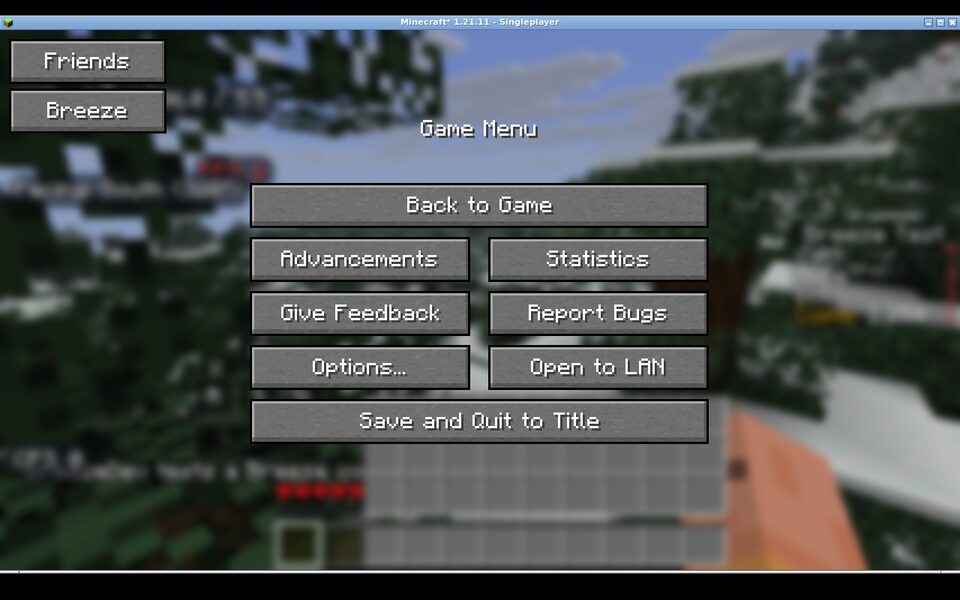 Minecraft* 1.21.11 - Singleplayer
Friends
Breeze
Game Menu
Back to Game
Advancements
Statistics
Give Feedback
Report Bugs
Options...
Open to LAN
Save and Quit to Title